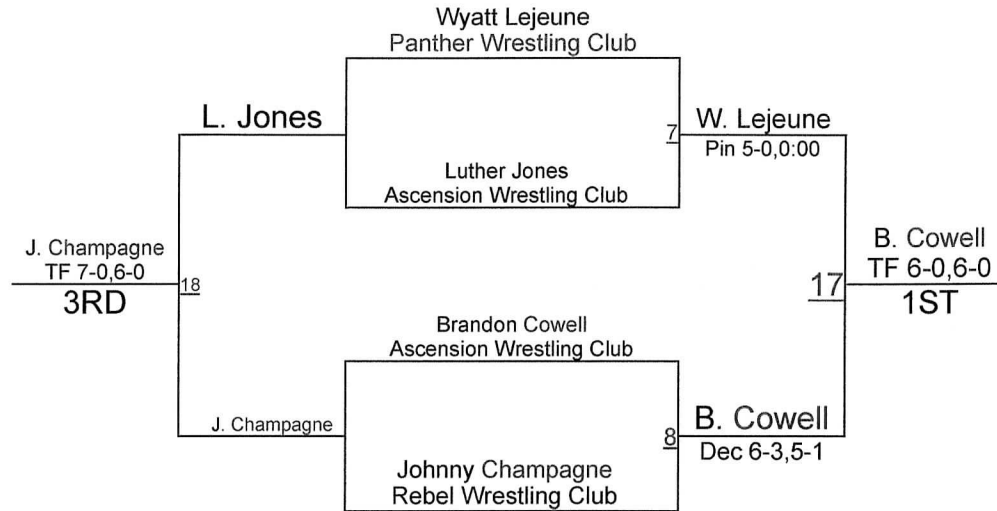 Wyatt Lejeune
Panther Wrestling Club
L. Jones
7
W. Lejeune
Pin 5-0,0:00
Luther Jones
Ascension Wrestling Club
J. Champagne
TF 7-0,6-0
3RD
18
B. Cowell
TF 6-0,6-0
1ST
17
Brandon Cowell
Ascension Wrestling Club
J. Champagne
8
B. Cowell
Dec 6-3,5-1
Johnny Champagne
Rebel Wrestling Club